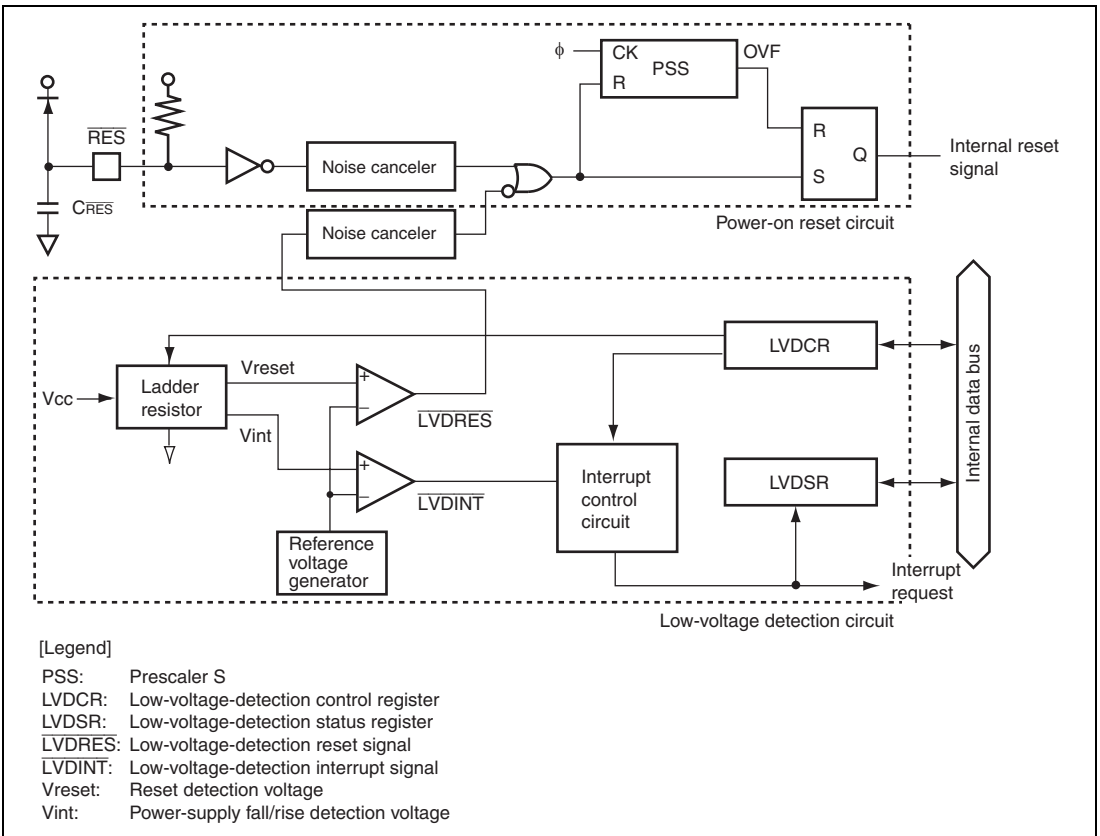 φ
CK
PSS
OVF
R
RES
Noise canceler
R
Q
S
Internal reset
signal
CRES
Noise canceler
Power-on reset circuit
LVDCR
Vreset
Vcc
Ladder
resistor
+
−
LVDRES
Vint
Internal data bus
+
−
LVDINT
Interrupt
control
circuit
LVDSR
Reference
voltage
generator
Interrupt
request
Low-voltage detection circuit
[Legend]
PSS: Prescaler S
LVDCR: Low-voltage-detection control register
LVDSR: Low-voltage-detection status register
LVDRES: Low-voltage-detection reset signal
LVDINT: Low-voltage-detection interrupt signal
Vreset: Reset detection voltage
Vint: Power-supply fall/rise detection voltage